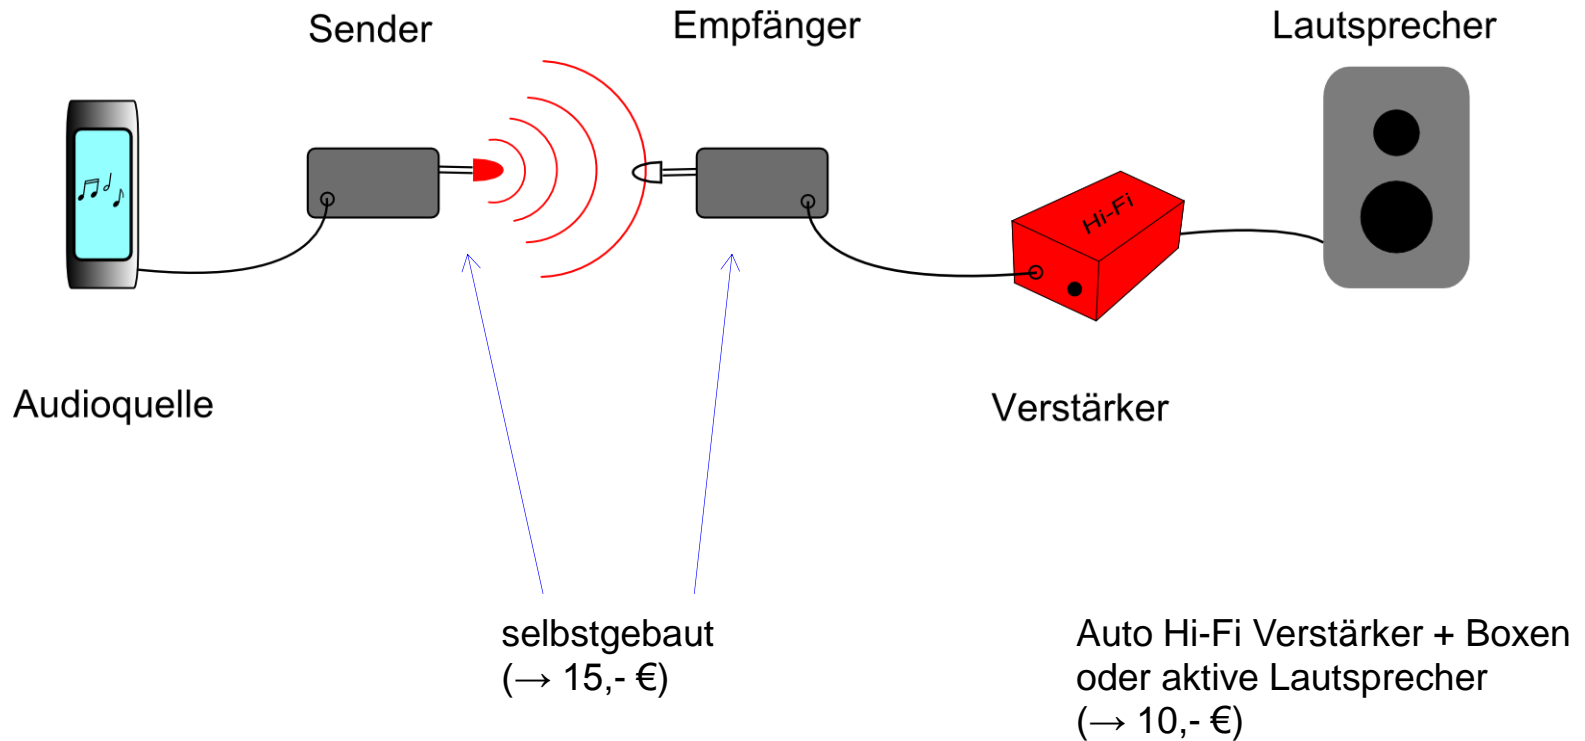 Sender
Empfänger
Lautsprecher
Hi-Fi
Audioquelle
Verstärker
selbstgebaut
(→ 15,- €)
Auto Hi-Fi Verstärker + Boxen
oder aktive Lautsprecher
(→ 10,- €)